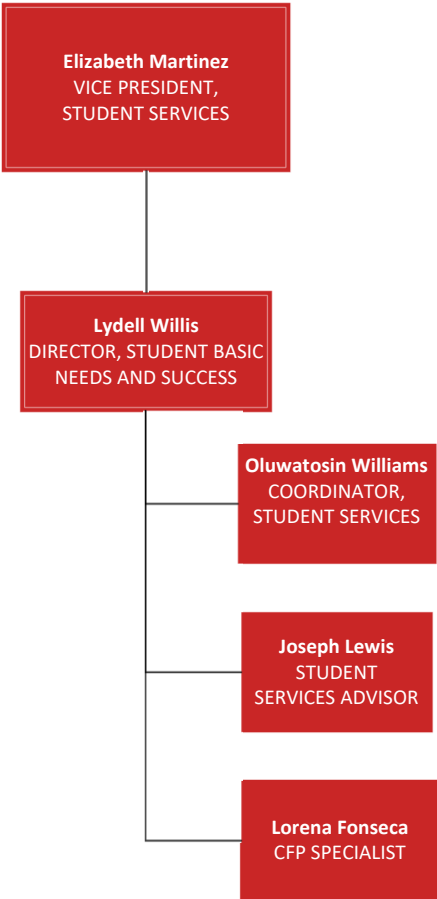 Elizabeth Martinez
VICE PRESIDENT,
STUDENT SERVICES
Lydell Willis
DIRECTOR, STUDENT BASIC
NEEDS AND SUCCESS
Oluwatosin Williams
COORDINATOR,
STUDENT SERVICES
Joseph Lewis
STUDENT
SERVICES ADVISOR
Lorena Fonseca
CFP SPECIALIST